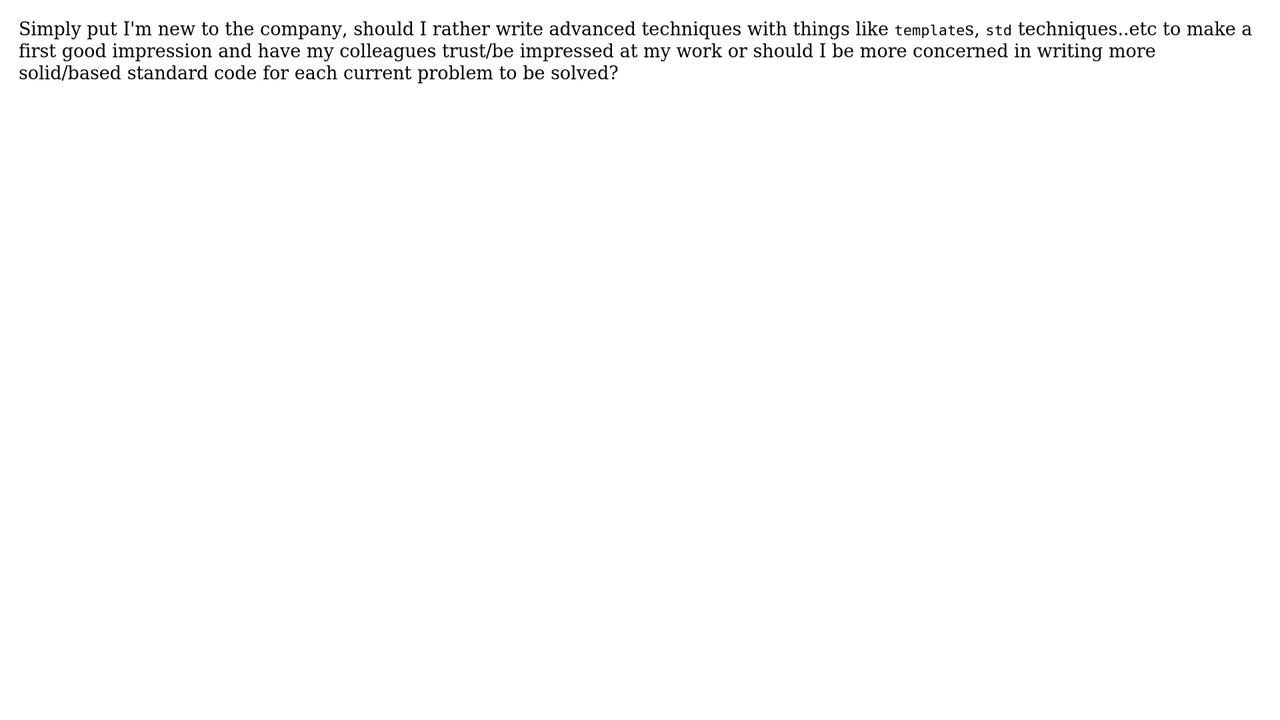 Simply put I'm new to the company, should I rather write advanced techniques with things like templates, std techniques..etc to make a
first good impression and have my colleagues trust/be impressed at my work or should I be more concerned in writing more
solid/based standard code for each current problem to be solved?